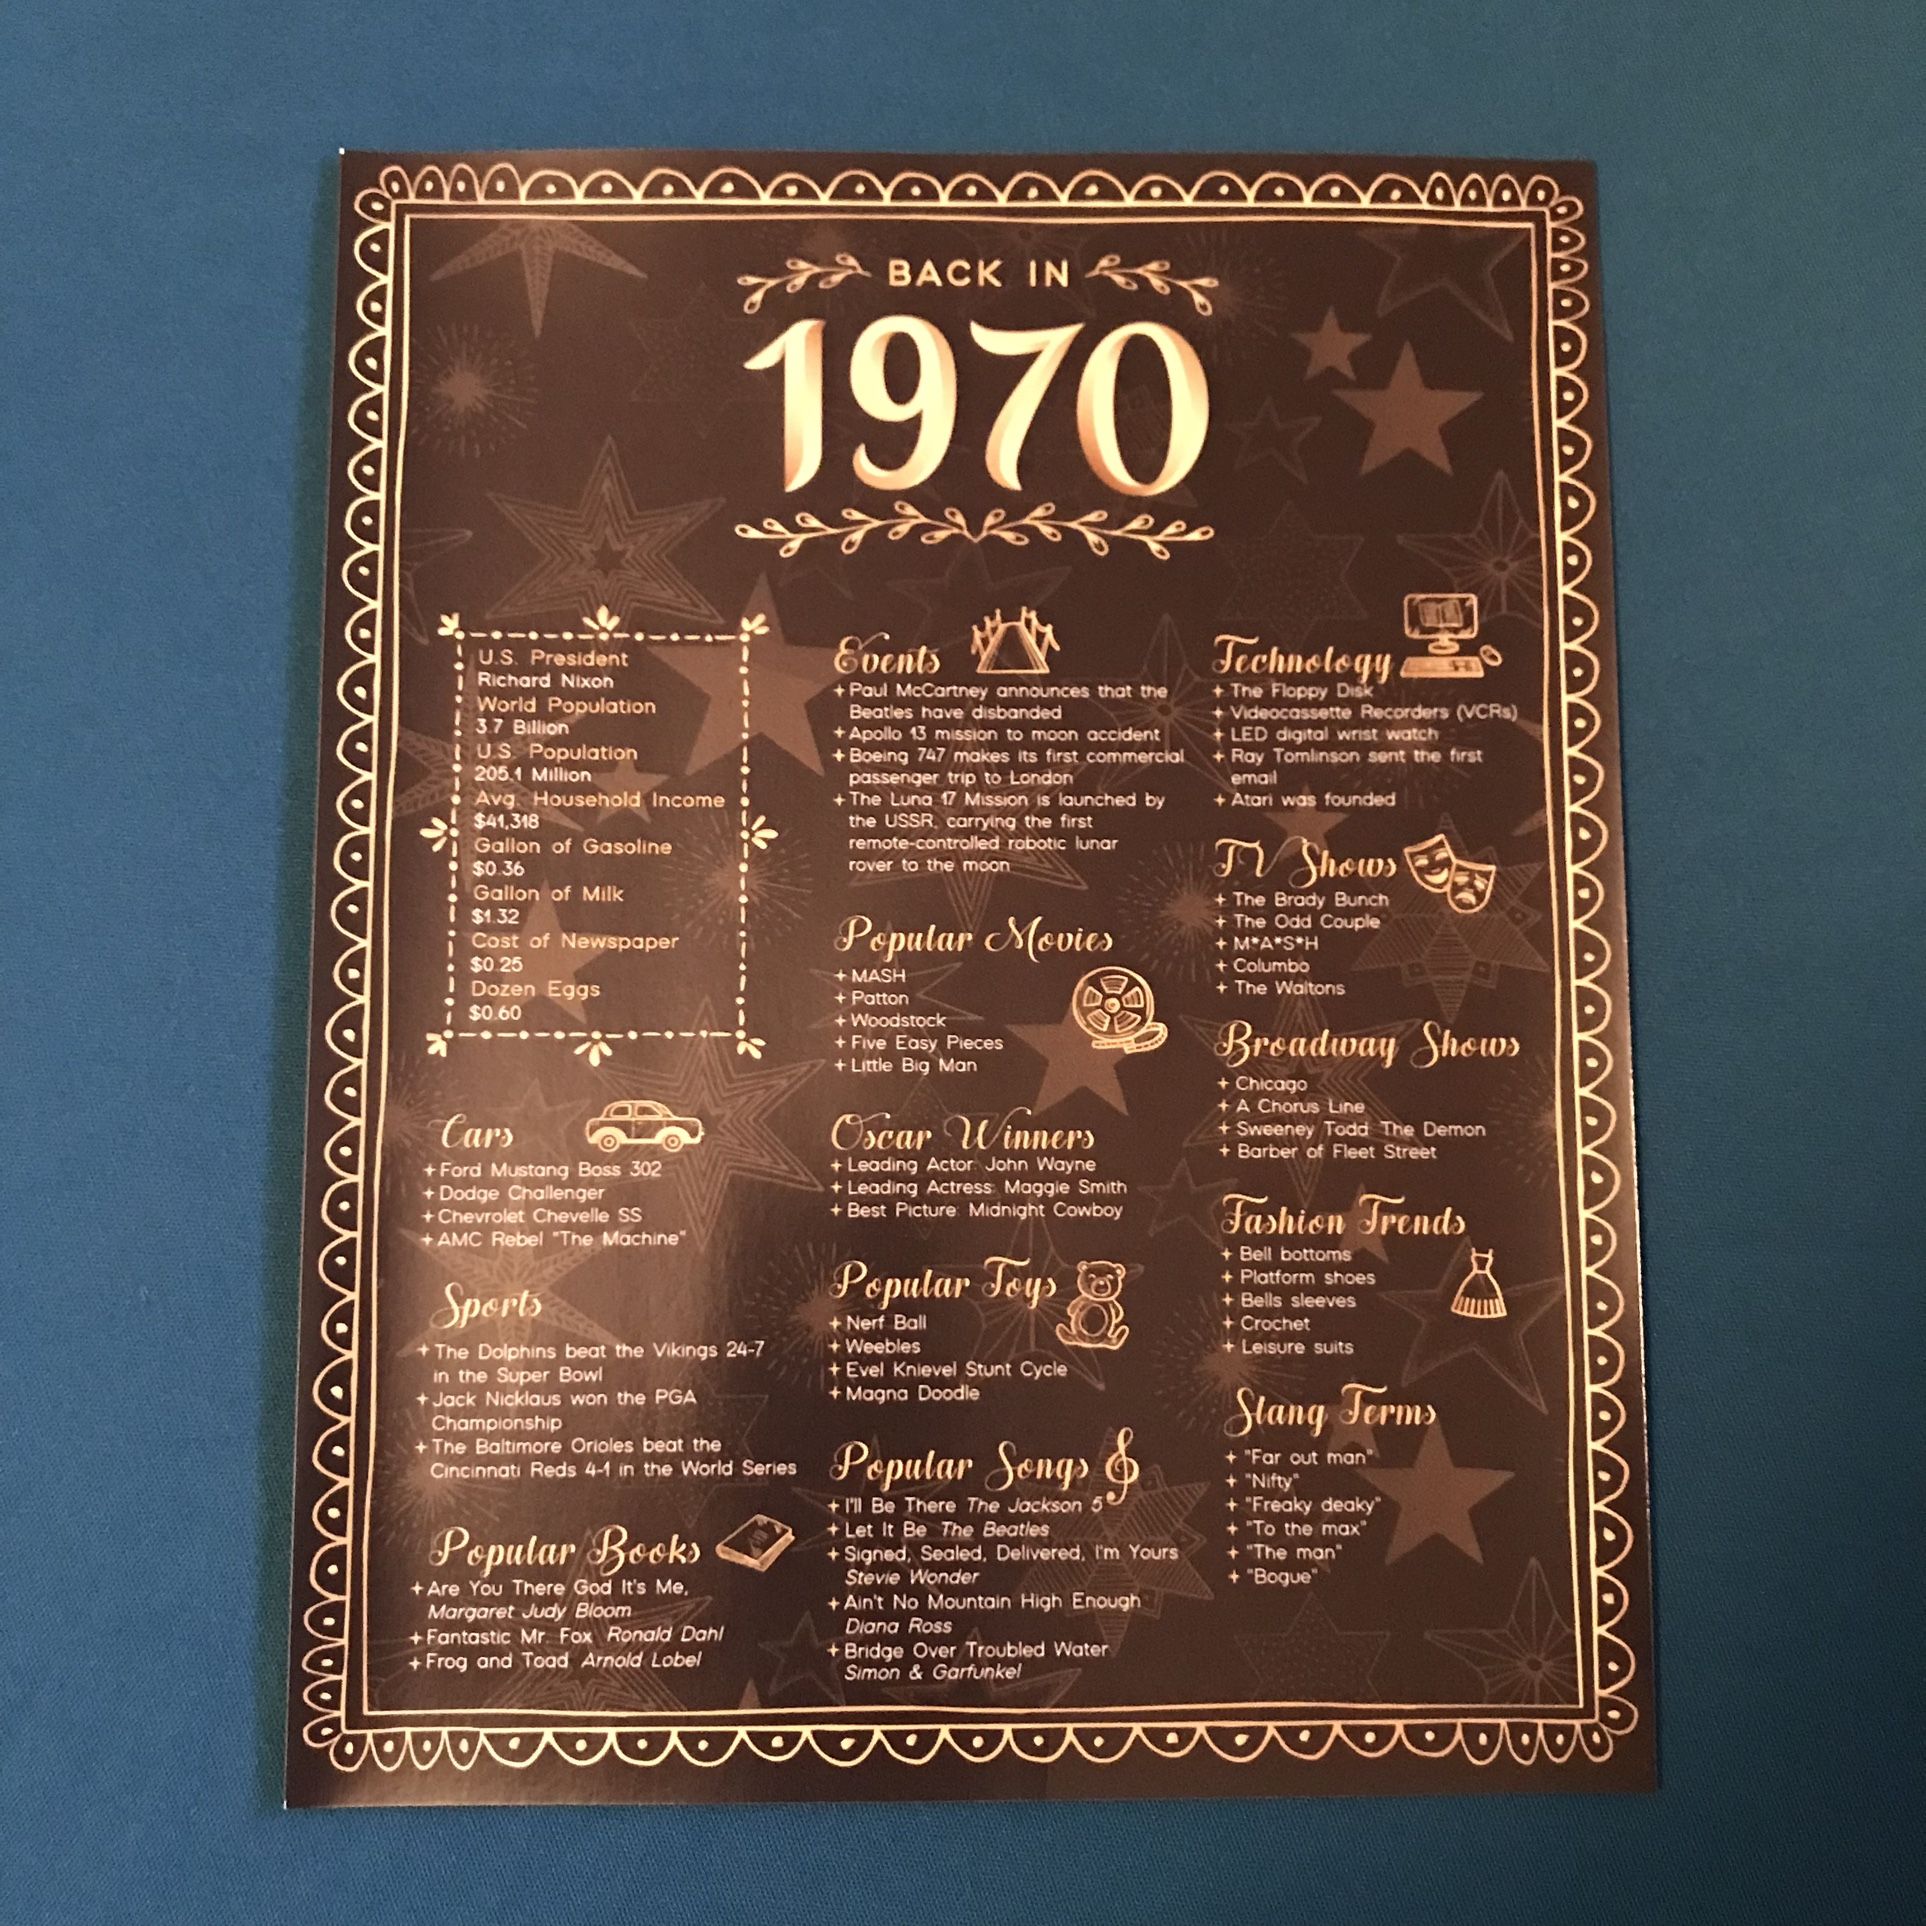 BACK IN
1970
U.S. President
Richard Nixon
World Population
3.7 Billion
U.S. Population
205.1 Million
Avg. Household Income
$41,318
Gallon of Gasoline
$0.36
Gallon of Milk
$1.32
Cost of Newspaper
$0.25
Dozen Eggs
$0.60
Cars
+ Ford Mustang Boss 302
+ Dodge Challenger
+ Chevrolet Chevelle SS
+ AMC Rebel "The Machine"
Sports
+ The Dolphins beat the Vikings 24-7
in the Super Bowl
+ Jack Nicklaus won the PGA
Championship
+ The Baltimore Orioles beat the
Cincinnati Reds 4-1 in the World Series
Popular Books
+ Are You There God It's Me,
Margaret Judy Bloom
+ Fantastic Mr. Fox Ronald Dahl
+ Frog and Toad Arnold Lobel
Events
+ Paul McCartney announces that the
Beatles have disbanded
+ Apollo 13 mission to moon accident
+ Boeing 747 makes its first commercial
passenger trip to London
+ The Luna 17 Mission is launched by
the USSR, carrying the first
remote-controlled robotic lunar
rover to the moon
Popular Movies
+ MASH
+ Patton
+ Woodstock
+ Five Easy Pieces
+ Little Big Man
Oscar Winners
+ Leading Actor: John Wayne
+ Leading Actress: Maggie Smith
+ Best Picture: Midnight Cowboy
Popular Toys
+ Nerf Ball
+ Weebles
+ Evel Knievel Stunt Cycle
+ Magna Doodle
Popular Songs
+ I'll Be There The Jackson 5
+ Let It Be The Beatles
+ Signed, Sealed, Delivered, I'm Yours
Stevie Wonder
+ Ain't No Mountain High Enough
Diana Ross
+ Bridge Over Troubled Water
Simon & Garfunkel
Technology
+ The Floppy Disk
+ Videocassette Recorders (VCRs)
+ LED digital wrist watch
+ Ray Tomlinson sent the first
email
+ Atari was founded
TV Shows
+ The Brady Bunch
+ The Odd Couple
+ M*A*S*H
+ Columbo
+ The Waltons
Broadway Shows
+ Chicago
+ A Chorus Line
+ Sweeney Todd: The Demon
+ Barber of Fleet Street
Fashion Trends
+ Bell bottoms
+ Platform shoes
+ Bells sleeves
+ Crochet
+ Leisure suits
Slang Terms
+ "Far out man"
+ "Nifty"
+ "Freaky deaky"
+ "To the max"
+ "The man"
+ "Bogue"